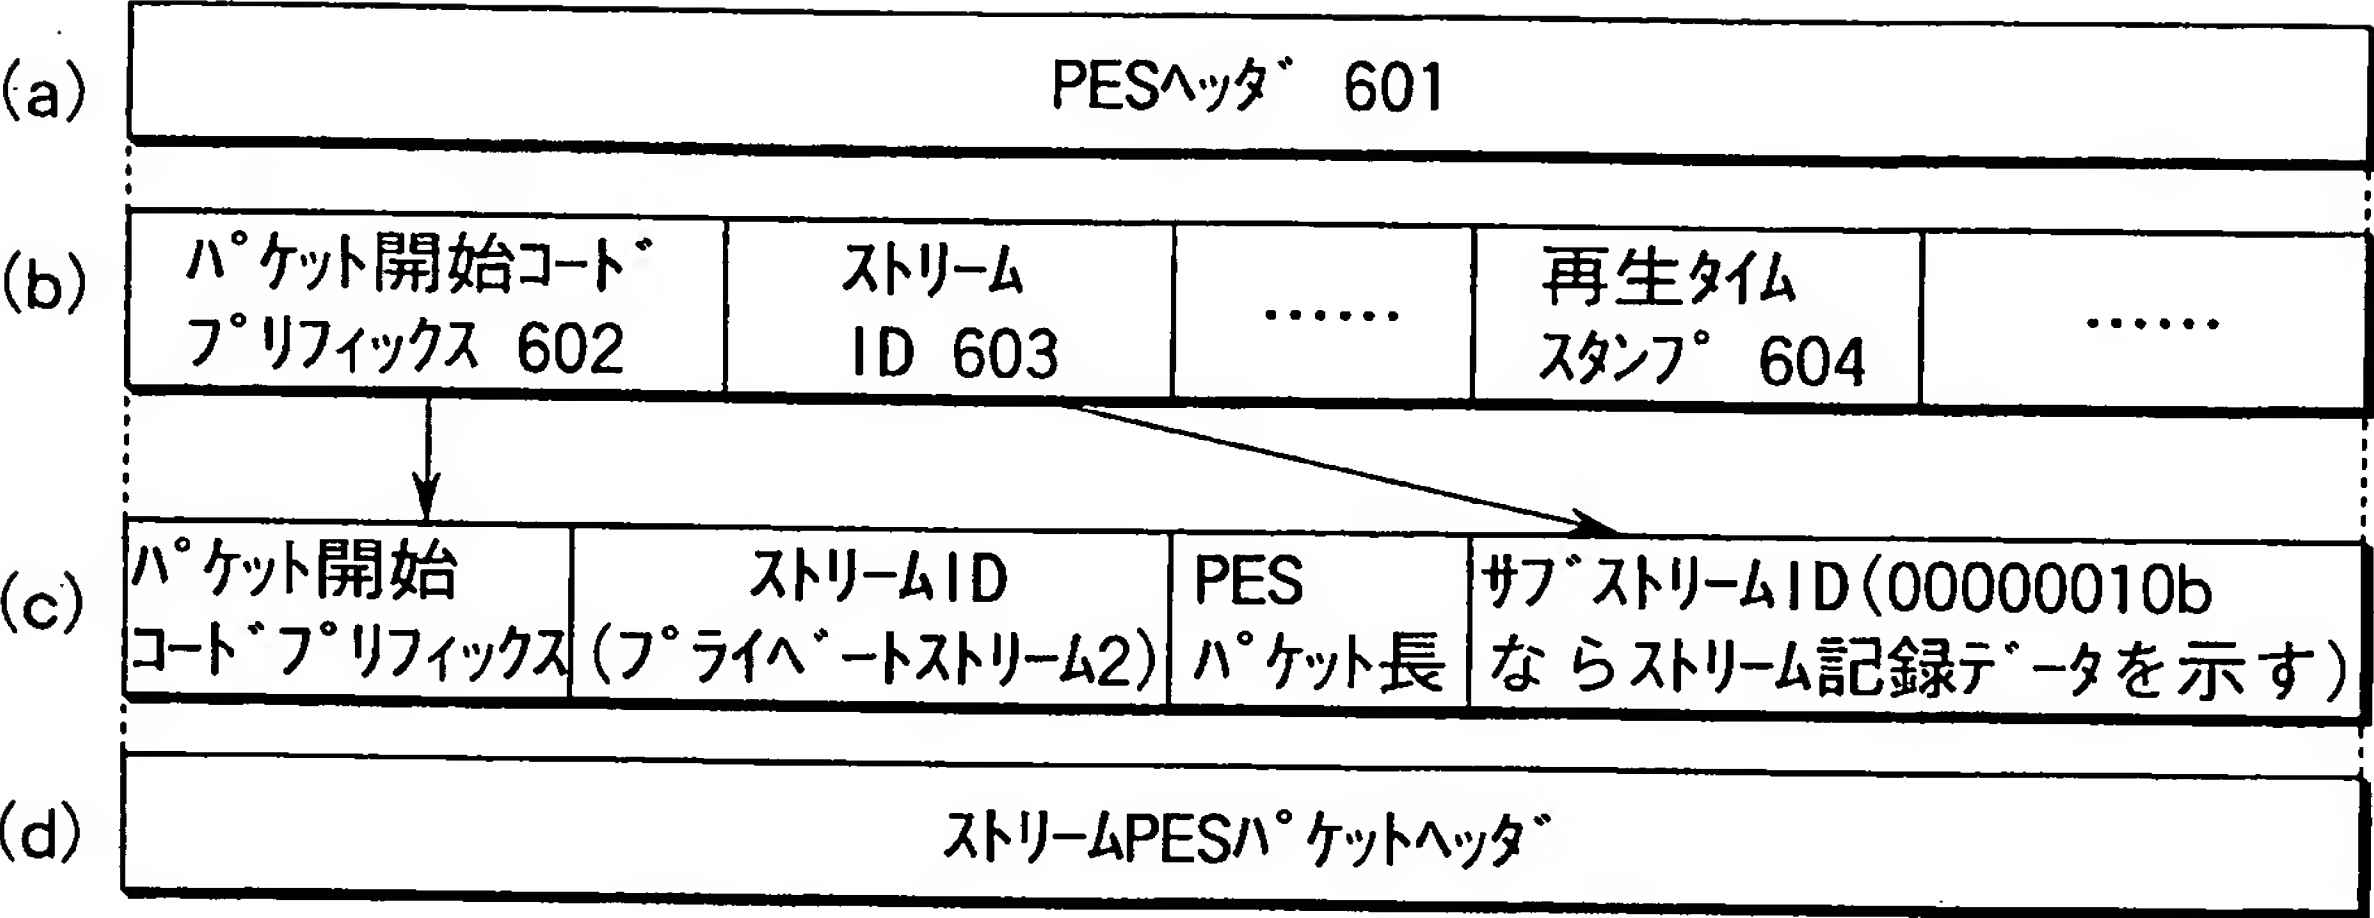 (a)
PESヘッダ 601
(b)
パケット開始コード
プリフィックス 602
ストリーム
ID 603
……
再生タイム
スタンプ 604
……
(c)
パケット開始
コードプリフィックス
ストリームID
(プライベートストリーム2)
PES
パケット長
サブストリームID(00000010b
ならストリーム記録データを示す)
(d)
ストリームPESパケットヘッダ